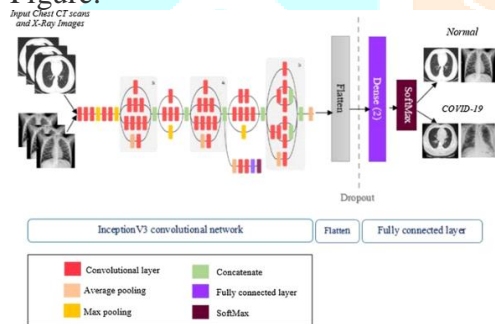 Figure.
Input Chest CT scans
and X-Ray Images
Normal
Flatten
Dense (2)
SoftMax
COVID-19
Dropout
InceptionV3 convolutional network
Flatten
Fully connected layer
Convolutional layer
Concatenate
Average pooling
Fully connected layer
Max pooling
SoftMax